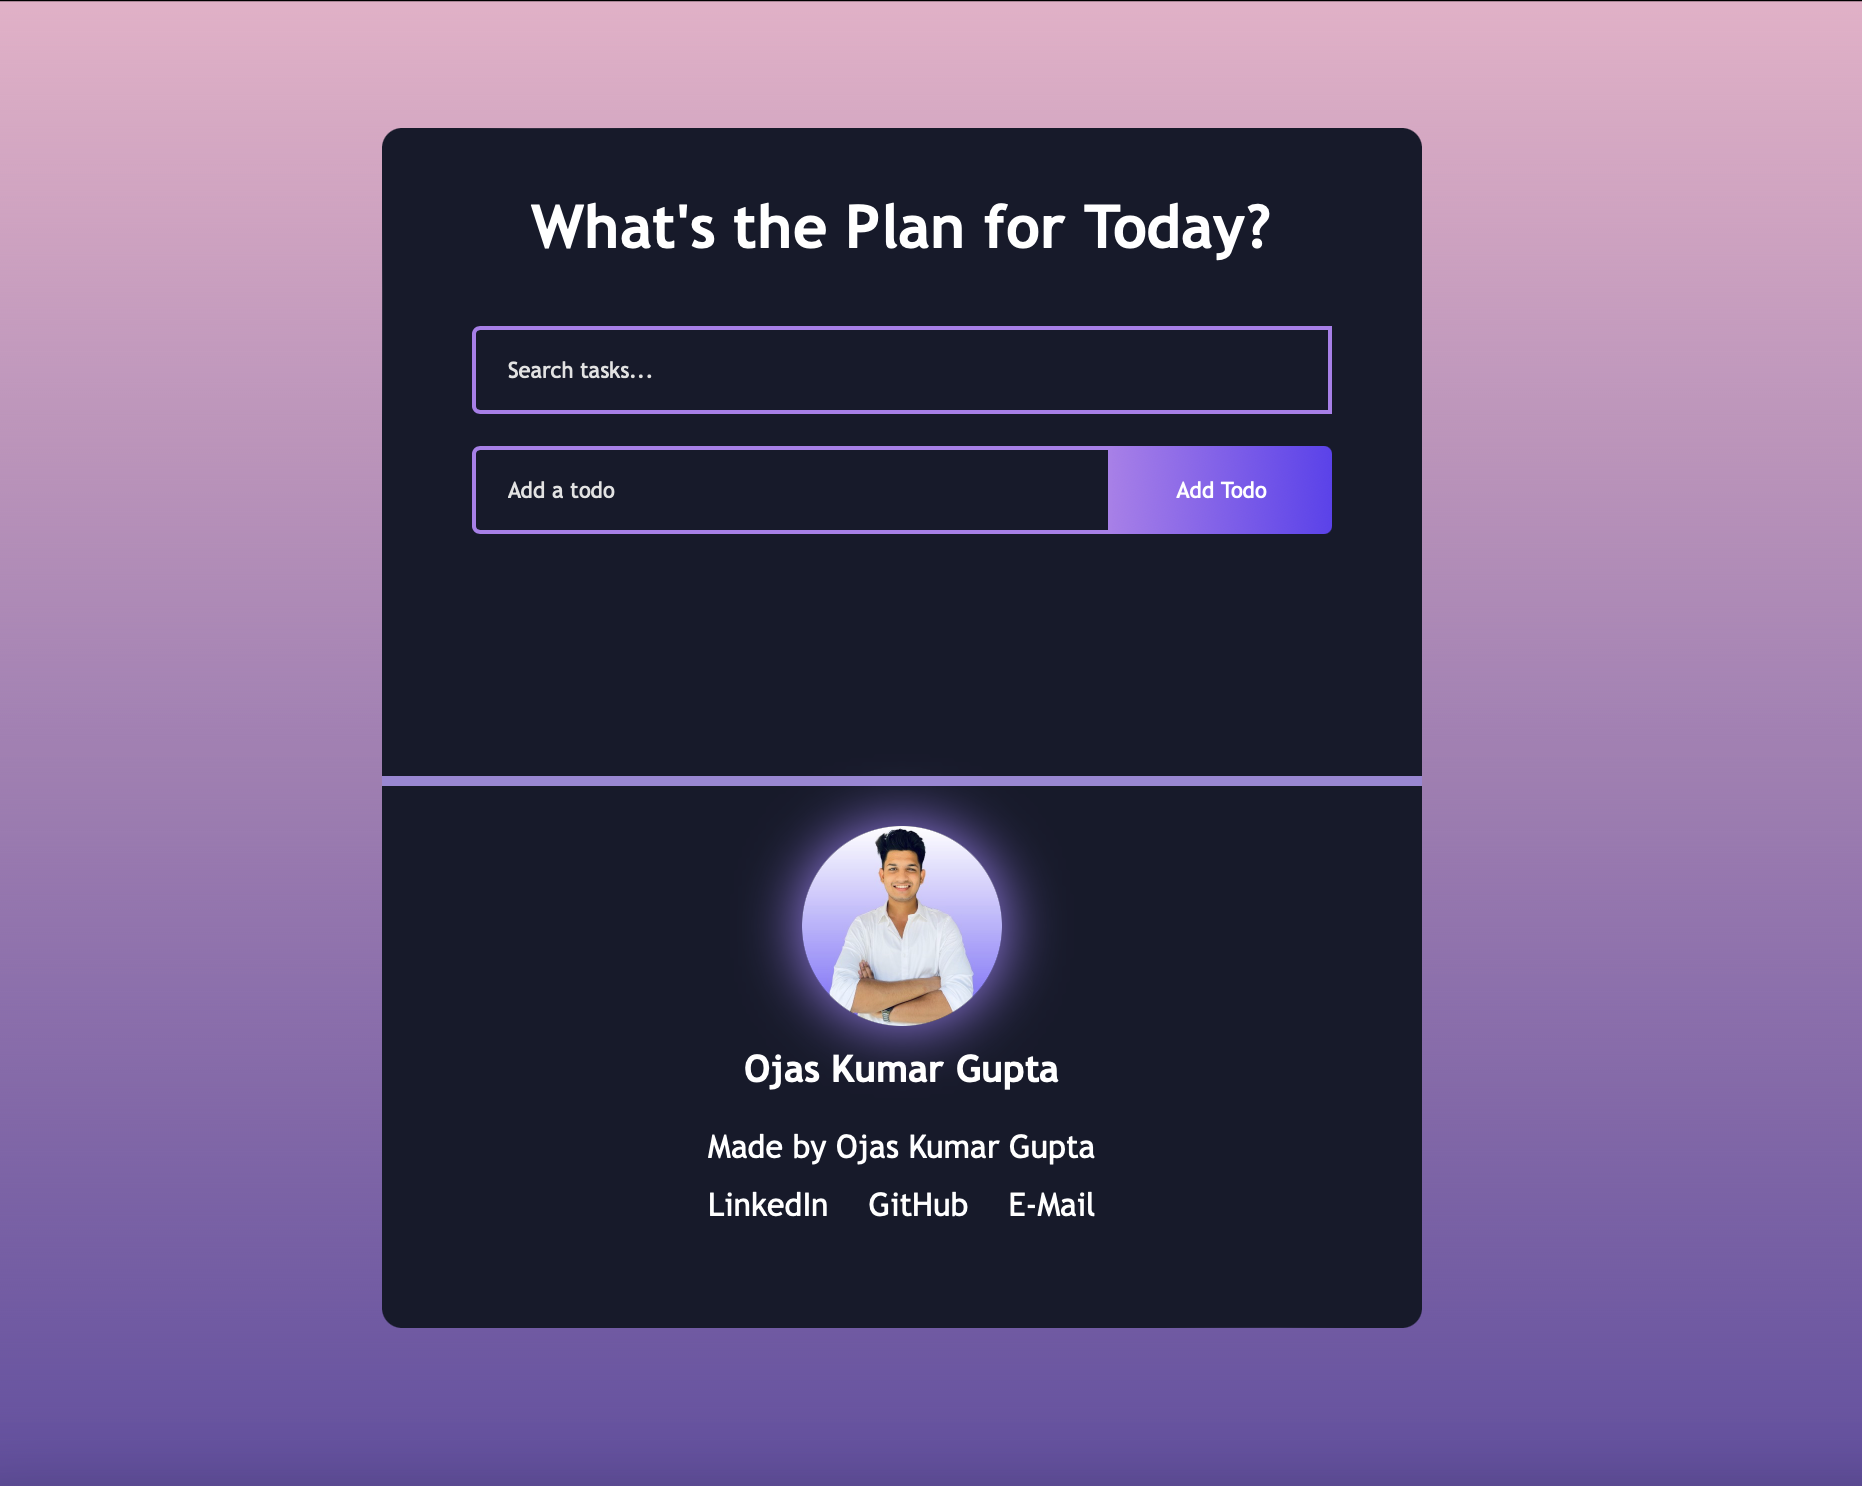 What's the Plan for Today?
Search tasks...
Add a todo
Add Todo
Ojas Kumar Gupta
Made by Ojas Kumar Gupta
LinkedIn GitHub E-Mail